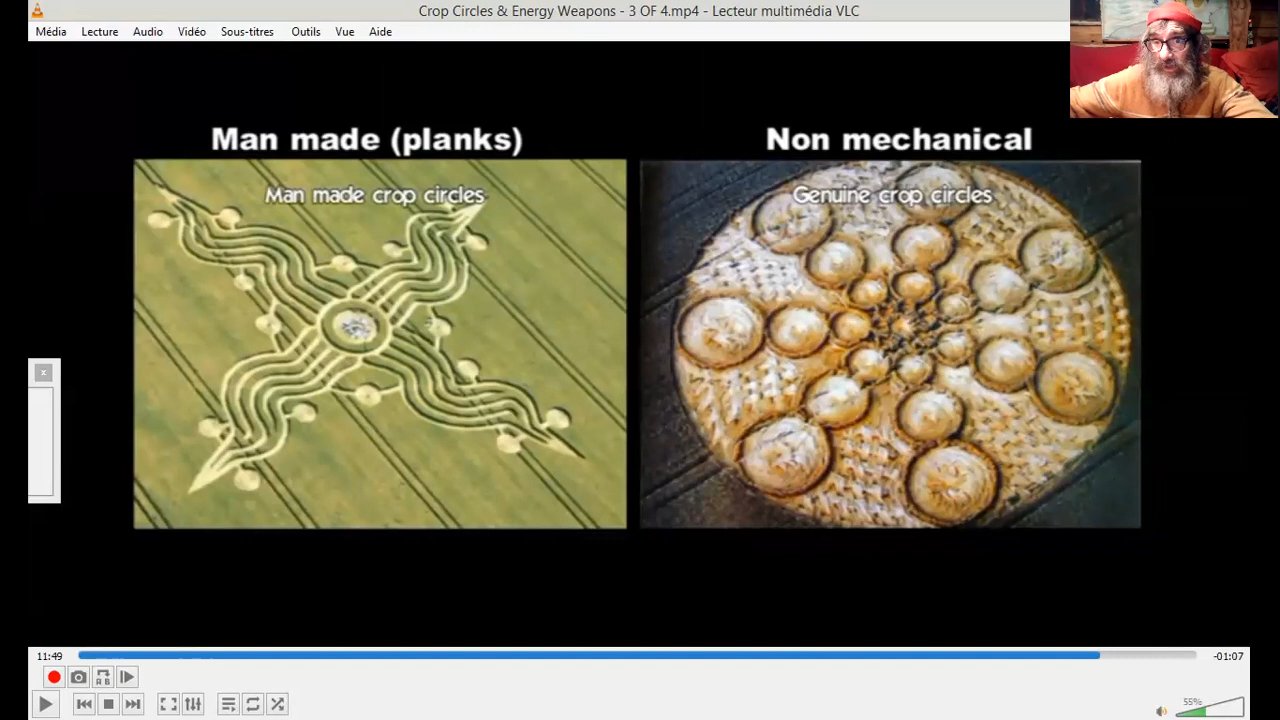 Crop Circles & Energy Weapons - 3 OF 4.mp4 - Lecteur multimédia VLC
Média Lecture Audio Vidéo Sous-titres Outils Vue Aide
Man made (planks)
Non mechanical
Man made crop circles
Genuine crop circles
x
11:49
-01:07
A B
55%